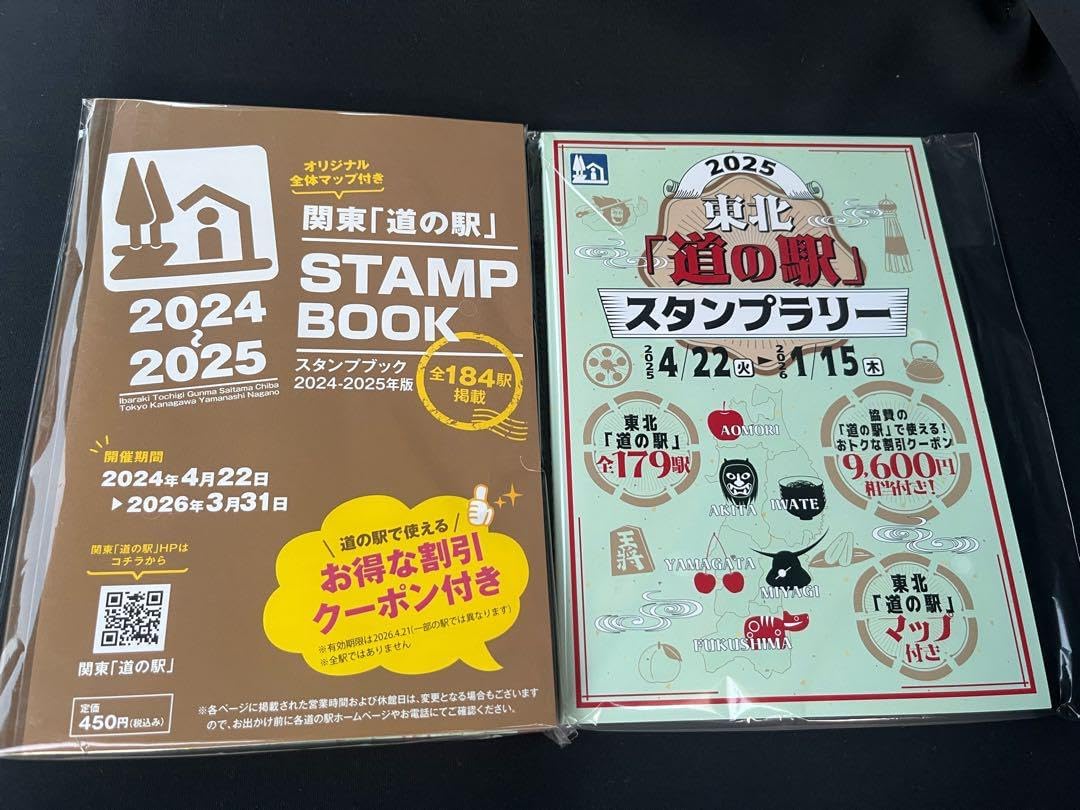 オリジナル
全体マップ付き
関東「道の駅」
STAMP
BOOK
スタンプブック
2024-2025年版
全184駅
掲載
2024
~
2025
Ibaraki Tochigi Gunma Saitama Chiba
Tokyo Kanagawa Yamanashi Nagano
開催期間
2024年4月22日
▶2026年3月31日
関東「道の駅」HPは
コチラから
関東「道の駅」
道の駅で使える
お得な割引
クーポン付き
※有効期限は2026.4.21(一部の駅では異なります)
※全駅ではありません
定価
450円(税込み)
※各ページに掲載された営業時間および休館日は、変更となる場合もございます
ので、お出かけ前に各道の駅ホームページやお電話にてご確認ください。
2025
東北
「道の駅」
スタンプラリー
2025 4/22火▶2026 1/15木
東北
「道の駅」
全179駅
協賛の
「道の駅」で使える!
おトクな割引クーポン
9,600円
相当付き!
AOMORI
AKITA
IWATE
王将
YAMAGATA
MIYAGI
FUKUSHIMA
東北
「道の駅」
マップ
付き